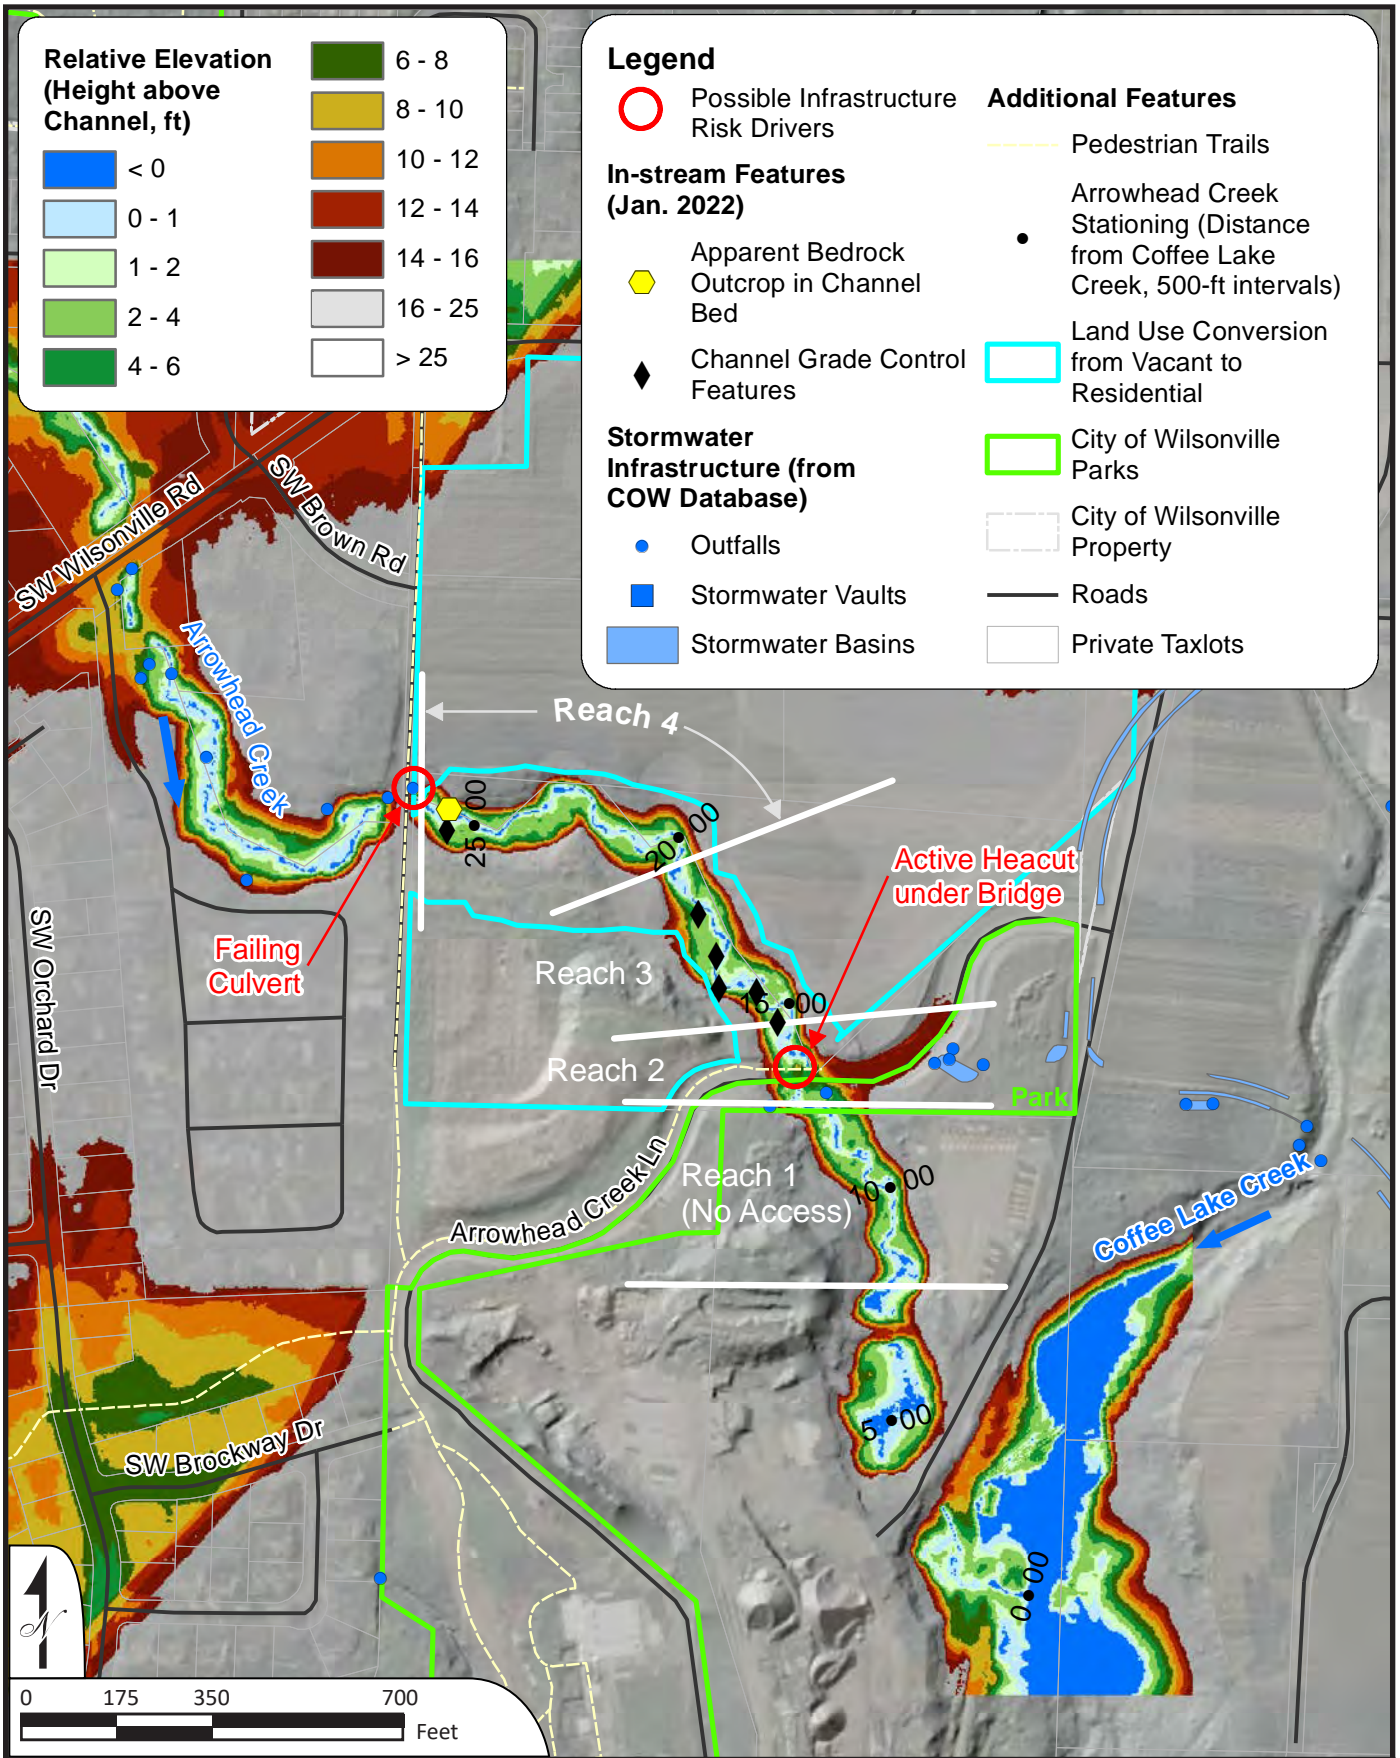 Relative Elevation
(Height above
Channel, ft)
< 0
0 - 1
1 - 2
2 - 4
4 - 6
6 - 8
8 - 10
10 - 12
12 - 14
14 - 16
16 - 25
> 25
Legend
Possible Infrastructure
Risk Drivers
In-stream Features
(Jan. 2022)
Apparent Bedrock
Outcrop in Channel
Bed
Channel Grade Control
Features
Stormwater
Infrastructure (from
COW Database)
Outfalls
Stormwater Vaults
Stormwater Basins
Additional Features
Pedestrian Trails
Arrowhead Creek
Stationing (Distance
from Coffee Lake
Creek, 500-ft intervals)
Land Use Conversion
from Vacant to
Residential
City of Wilsonville
Parks
City of Wilsonville
Property
Roads
Private Taxlots
SW Wilsonville Rd
SW Brown Rd
Arrowhead Creek
Reach 4
25 00
20 00
Active Heacut
under Bridge
SW Orchard Dr
Failing
Culvert
Reach 3
15 00
Reach 2
Park
Reach 1
(No Access)
10 00
Arrowhead Creek Ln
Coffee Lake Creek
5 00
SW Brockway Dr
0 00
N
0 175 350 700
Feet